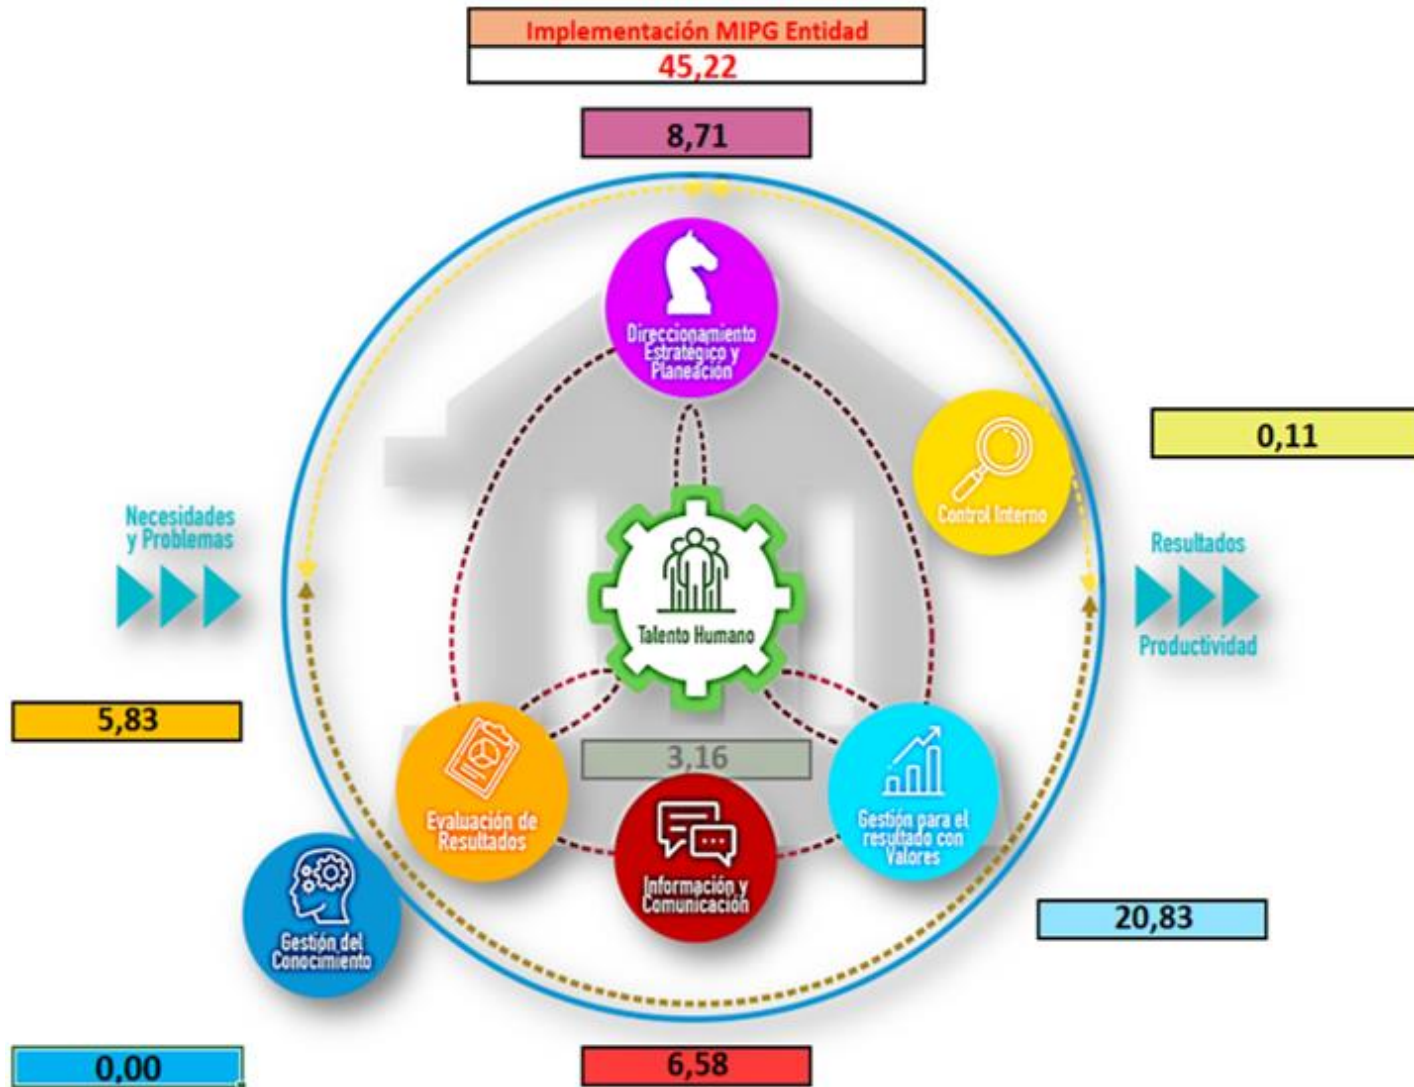 Implementación MIPG Entidad
45,22
8,71
Direccionamiento
Estratégico y
Planeación
0,11
Control Interno
Necesidades
y Problemas
Resultados
Productividad
Talento Humano
5,83
3,16
Evaluación de
Resultados
Gestión para el
resultado con
Valores
Información y
Comunicación
20,83
Gestión del
Conocimiento
0,00
6,58